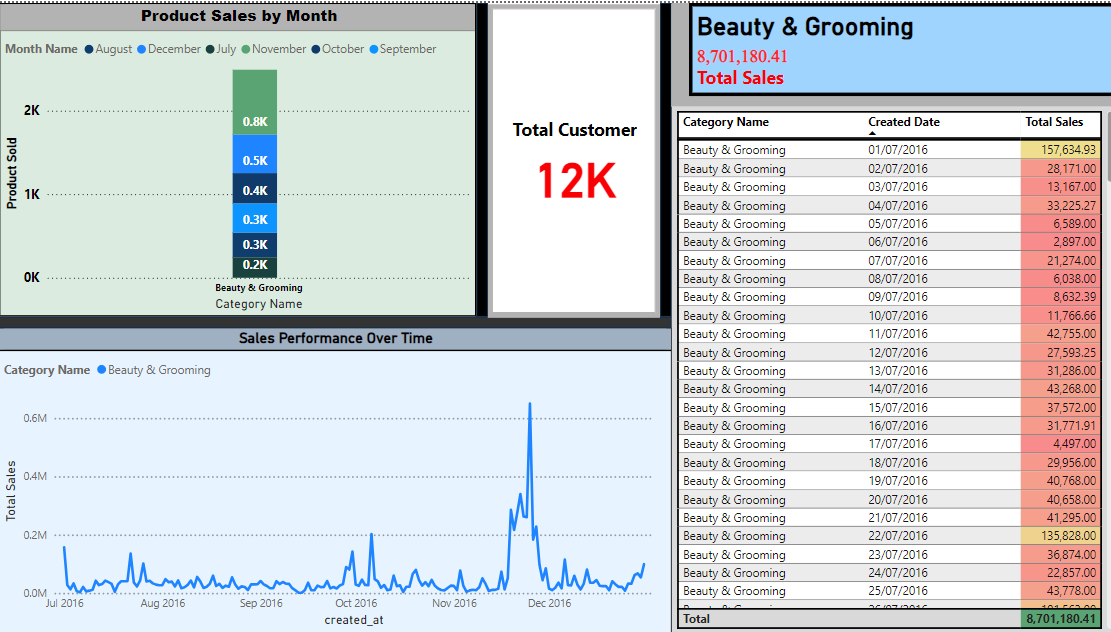 Product Sales by Month
Month Name August December July November October September
2K
1K
0K
Product Sold
0.8K
0.5K
0.4K
0.3K
0.3K
0.2K
Beauty & Grooming
Category Name
Total Customer
12K
Beauty & Grooming
8,701,180.41
Total Sales
Category Name Created Date Total Sales
Beauty & Grooming 01/07/2016 157,634.93
Beauty & Grooming 02/07/2016 28,171.00
Beauty & Grooming 03/07/2016 13,167.00
Beauty & Grooming 04/07/2016 33,225.27
Beauty & Grooming 05/07/2016 6,589.00
Beauty & Grooming 06/07/2016 2,897.00
Beauty & Grooming 07/07/2016 21,274.00
Beauty & Grooming 08/07/2016 6,038.00
Beauty & Grooming 09/07/2016 8,632.39
Beauty & Grooming 10/07/2016 11,766.66
Beauty & Grooming 11/07/2016 42,755.00
Beauty & Grooming 12/07/2016 27,593.25
Beauty & Grooming 13/07/2016 31,286.00
Beauty & Grooming 14/07/2016 43,268.00
Beauty & Grooming 15/07/2016 37,572.00
Beauty & Grooming 16/07/2016 31,771.91
Beauty & Grooming 17/07/2016 4,497.00
Beauty & Grooming 18/07/2016 29,956.00
Beauty & Grooming 19/07/2016 40,768.00
Beauty & Grooming 20/07/2016 40,658.00
Beauty & Grooming 21/07/2016 41,295.00
Beauty & Grooming 22/07/2016 135,828.00
Beauty & Grooming 23/07/2016 36,874.00
Beauty & Grooming 24/07/2016 22,857.00
Beauty & Grooming 25/07/2016 43,778.00
Total 8,701,180.41
Sales Performance Over Time
Category Name Beauty & Grooming
0.6M
0.4M
0.2M
0.0M
Total Sales
Jul 2016 Aug 2016 Sep 2016 Oct 2016 Nov 2016 Dec 2016
created_at